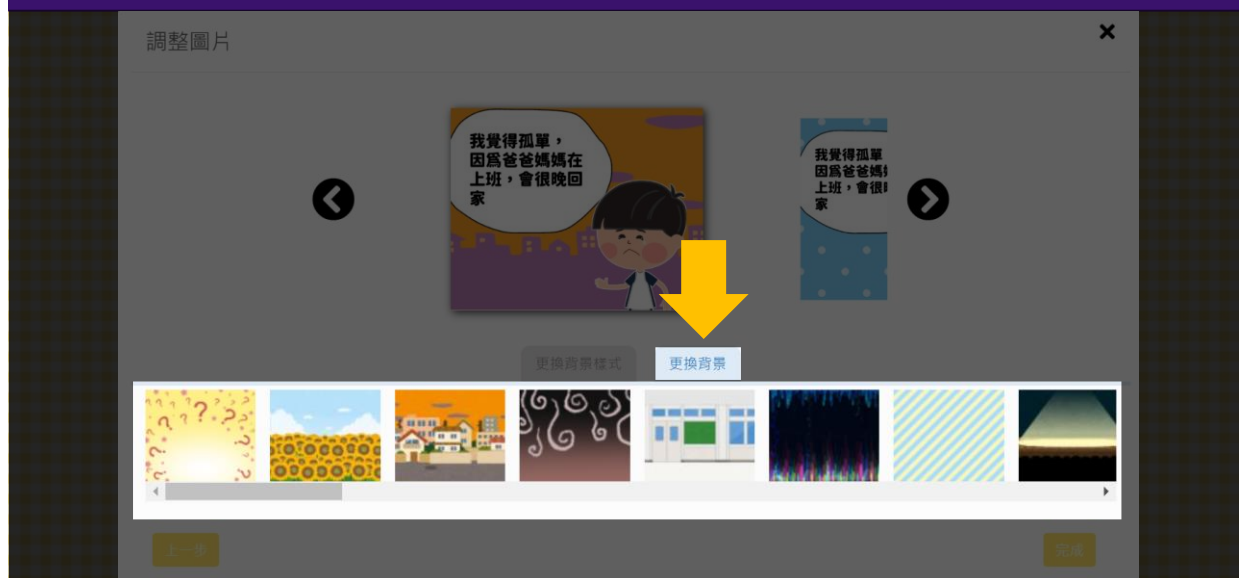 調整圖片
我覺得孤單，
因爲爸爸媽媽在
上班，會很晚回
家
我覺得孤單
因爲爸爸媽
上班，會很
家
更換背景樣式
更換背景
上一步
完成